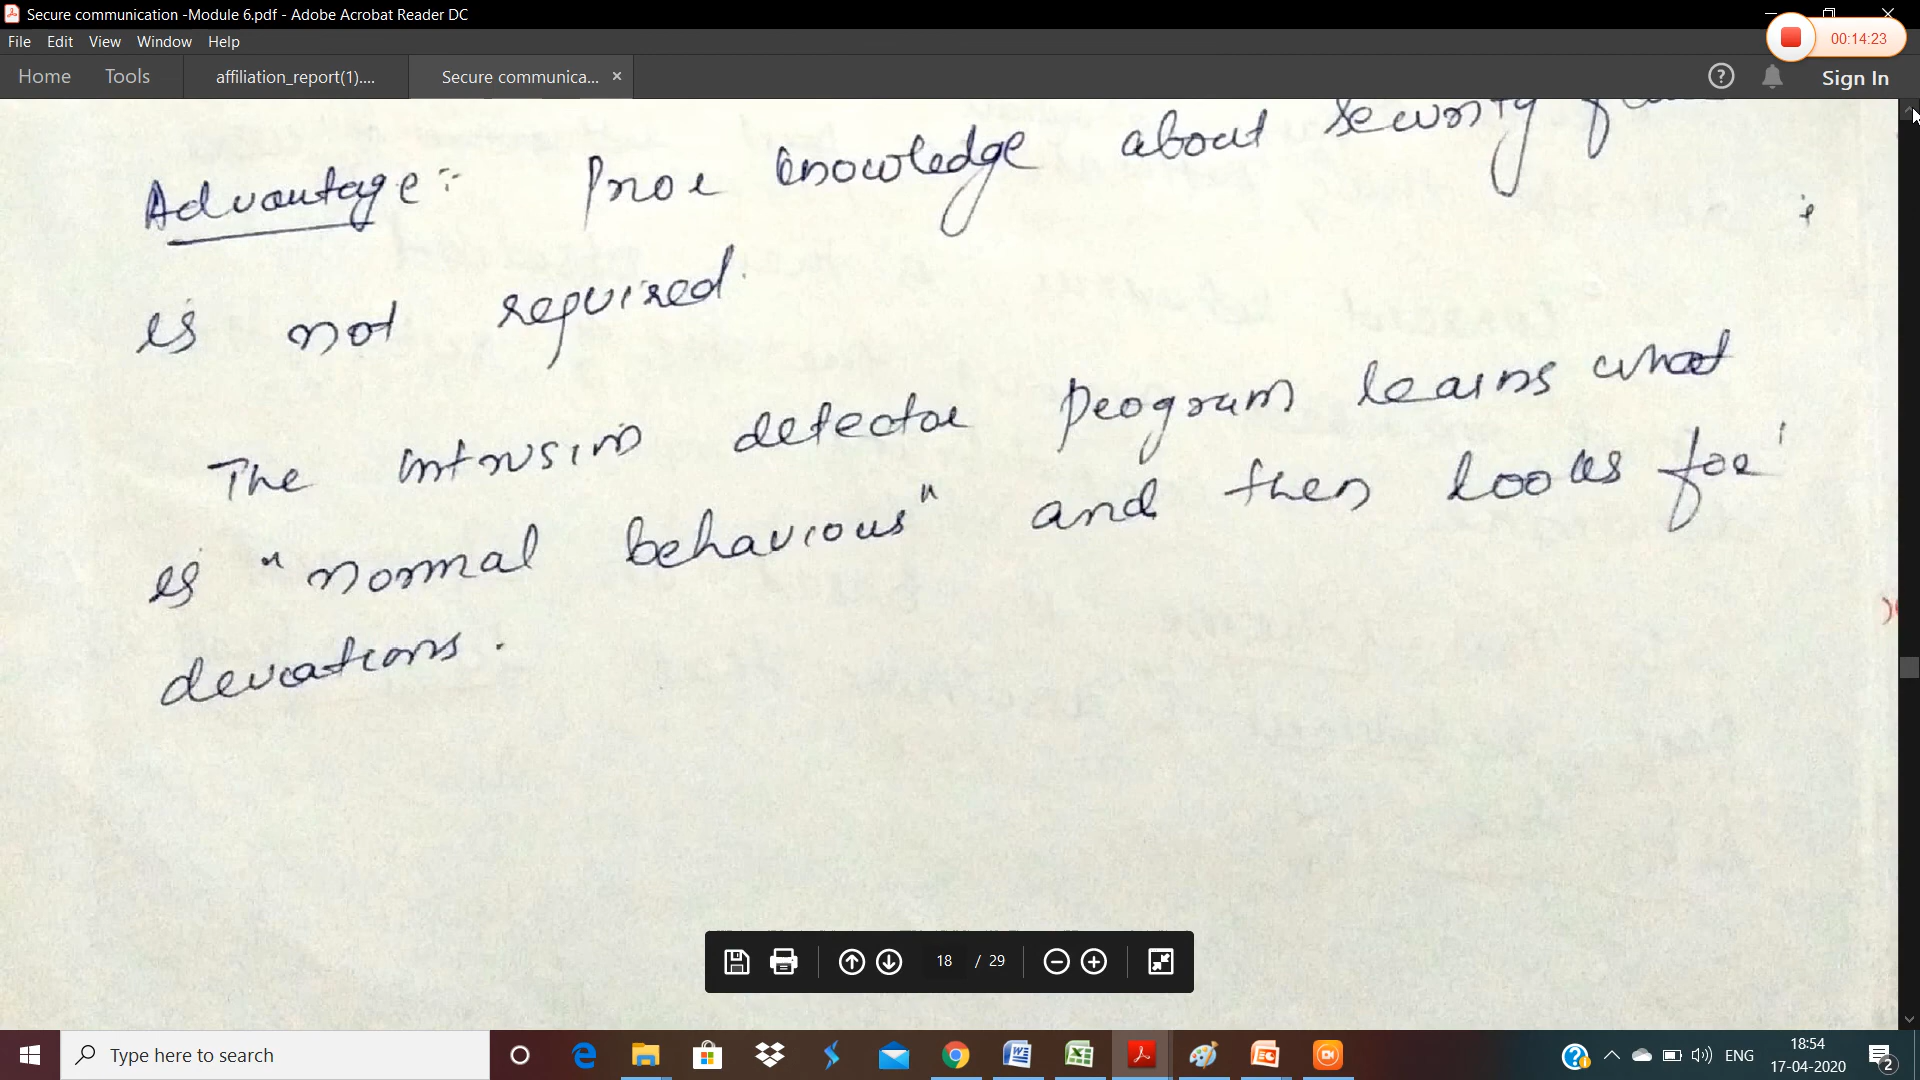 Secure communication -Module 6.pdf - Adobe Acrobat Reader DC
File Edit View Window Help
00:14:23
Home Tools affiliation_report(1).... Secure communica... × Sign In
Advantage:- Prior knowledge about security
is not required.
The intrusion detector program learns what
is "normal behaviour" and then looks for
deviations.
18 / 29
Type here to search
ENG
18:54
17-04-2020
2